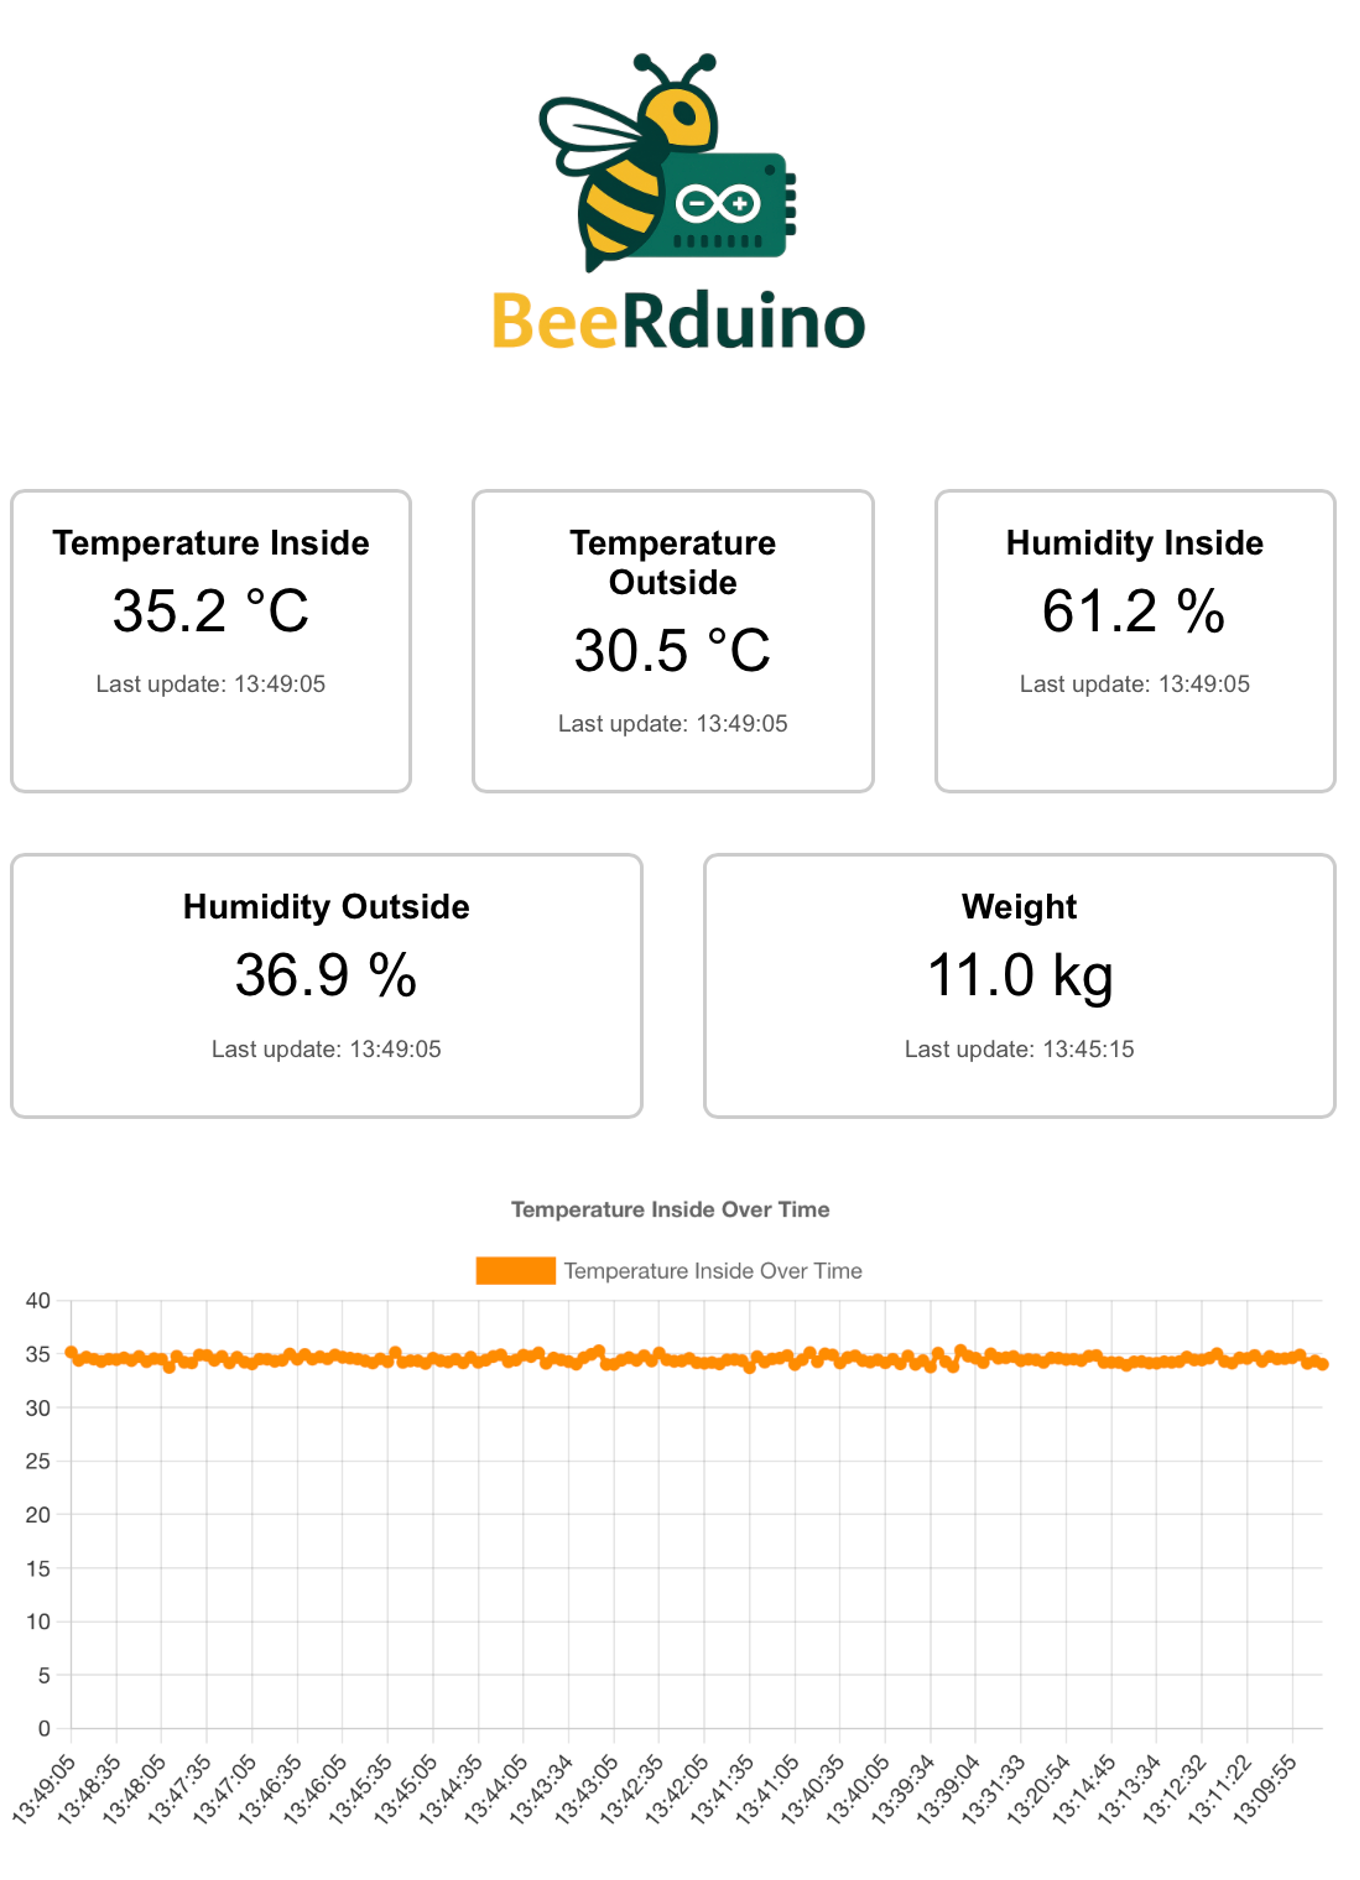 BeeRduino
Temperature Inside
35.2 °C
Last update: 13:49:05
Temperature
Outside
30.5 °C
Last update: 13:49:05
Humidity Inside
61.2 %
Last update: 13:49:05
Humidity Outside
36.9 %
Last update: 13:49:05
Weight
11.0 kg
Last update: 13:45:15
Temperature Inside Over Time
Temperature Inside Over Time
40
35
30
25
20
15
10
5
0
13:49:05
13:48:35
13:48:05
13:47:35
13:47:05
13:46:35
13:46:05
13:45:35
13:45:05
13:44:35
13:44:05
13:43:34
13:43:05
13:42:35
13:42:05
13:41:35
13:41:05
13:40:35
13:40:05
13:39:34
13:39:04
13:31:33
13:20:54
13:14:45
13:13:34
13:12:32
13:11:22
13:09:55